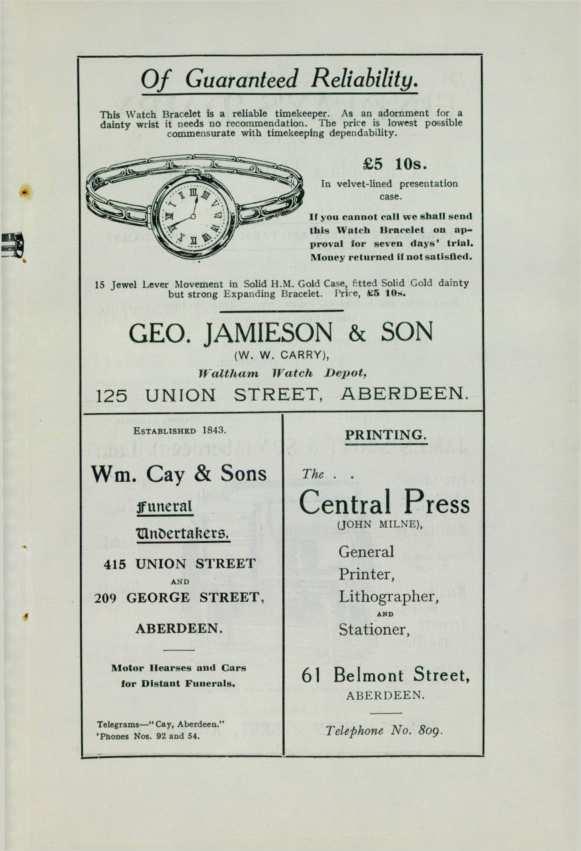 Of Guaranteed Reliability.
This Watch Bracelet is a reliable timekeeper. As an adornment for a
dainty wrist it needs no recommendation. The price is lowest possible
commensurate with timekeeping dependability.
£5 10s.
In velvet-lined presentation
case.
If you cannot call we shall send
this Watch Bracelet on ap-
proval for seven days' trial.
Money returned if not satisfied.
15 Jewel Lever Movement in Solid H.M. Gold Case, fitted Solid Gold dainty
but strong Expanding Bracelet. Price, £5 10s.
GEO. JAMIESON & SON
(W. W. CARRY),
Waltham Watch Depot,
125 UNION STREET, ABERDEEN.
ESTABLISHED 1843.
Wm. Cay & Sons
Funeral
Undertakers.
415 UNION STREET
AND
209 GEORGE STREET,
ABERDEEN.
Motor Hearses and Cars
for Distant Funerals.
Telegrams—"Cay, Aberdeen."
'Phones Nos. 92 and 54.
PRINTING.
The . .
Central Press
(JOHN MILNE),
General
Printer,
Lithographer,
AND
Stationer,
61 Belmont Street,
ABERDEEN.
Telephone No. 809.